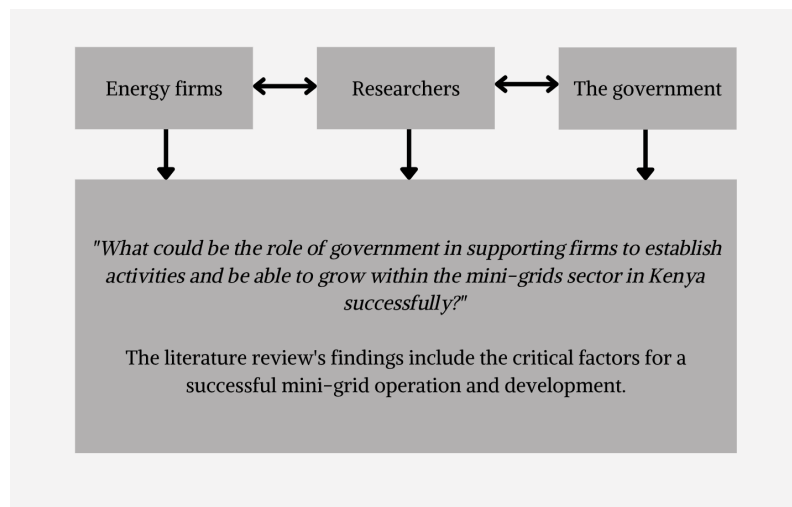 Energy firms
Researchers
The government
"What could be the role of government in supporting firms to establish
activities and be able to grow within the mini-grids sector in Kenya
successfully?"
The literature review's findings include the critical factors for a
successful mini-grid operation and development.